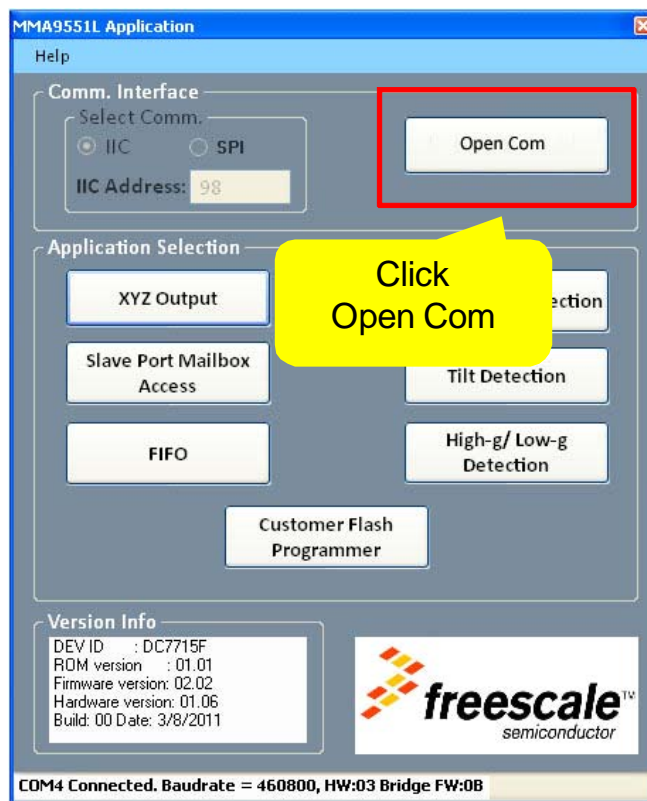 MMA9551L Application
Help
Comm. Interface
Select Comm.
IIC
SPI
IIC Address: 98
Open Com
Application Selection
Click
Open Com
XYZ Output
ection
Slave Port Mailbox
Access
Tilt Detection
FIFO
High-g/ Low-g
Detection
Customer Flash
Programmer
Version Info
DEV ID : DC7715F
ROM version : 01.01
Firmware version: 02.02
Hardware version: 01.06
Build: 00 Date: 3/8/2011
freescale™
semiconductor
COM4 Connected. Baudrate = 460800, HW:03 Bridge FW:0B